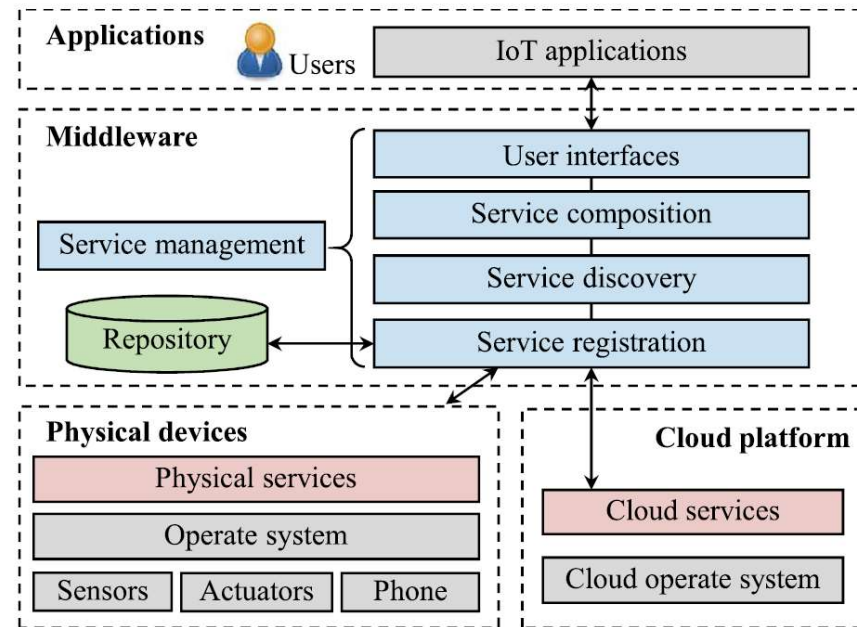 Applications
Users
IoT applications
Middleware
User interfaces
Service composition
Service management
Service discovery
Repository
Service registration
Physical devices
Cloud platform
Physical services
Cloud services
Operate system
Cloud operate system
Sensors
Actuators
Phone